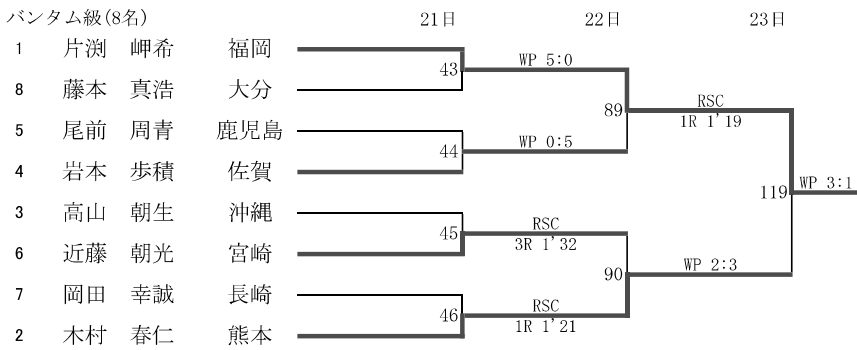 バンタム級(8名) 21日 22日 23日
1 片渕 岬希 福岡
43 WP 5:0
8 藤本 真浩 大分
89 RSC
1R 1'19
5 尾前 周青 鹿児島
44 WP 0:5
4 岩本 歩積 佐賀
119 WP 3:1
3 高山 朝生 沖縄
45 RSC
3R 1'32
6 近藤 朝光 宮崎
90 WP 2:3
7 岡田 幸誠 長崎
46 RSC
1R 1'21
2 木村 春仁 熊本